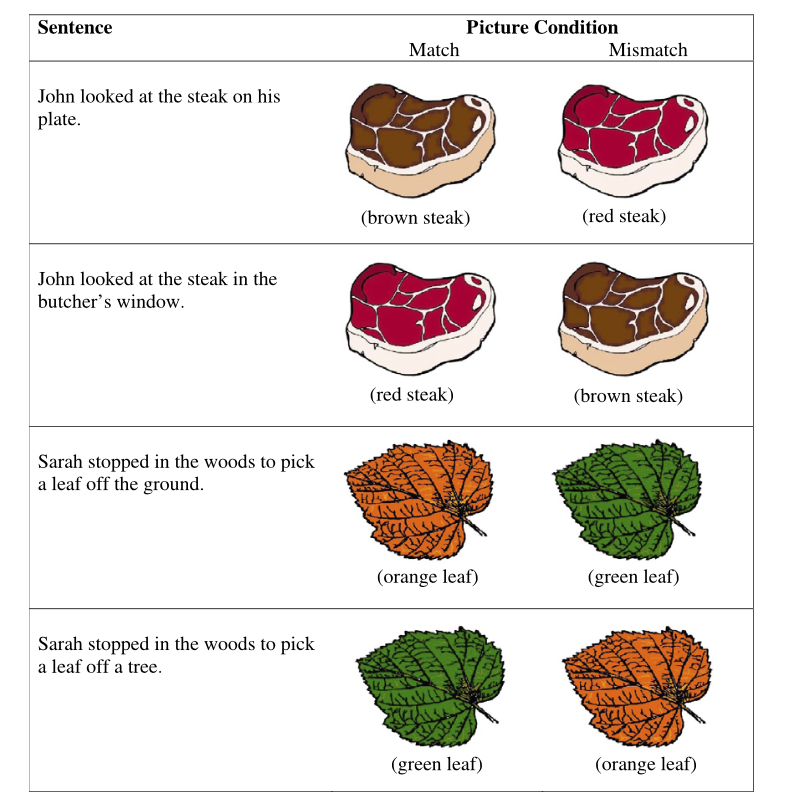 Sentence
Picture Condition
Match
Mismatch
John looked at the steak on his
plate.
(brown steak)
(red steak)
John looked at the steak in the
butcher’s window.
(red steak)
(brown steak)
Sarah stopped in the woods to pick
a leaf off the ground.
(orange leaf)
(green leaf)
Sarah stopped in the woods to pick
a leaf off a tree.
(green leaf)
(orange leaf)